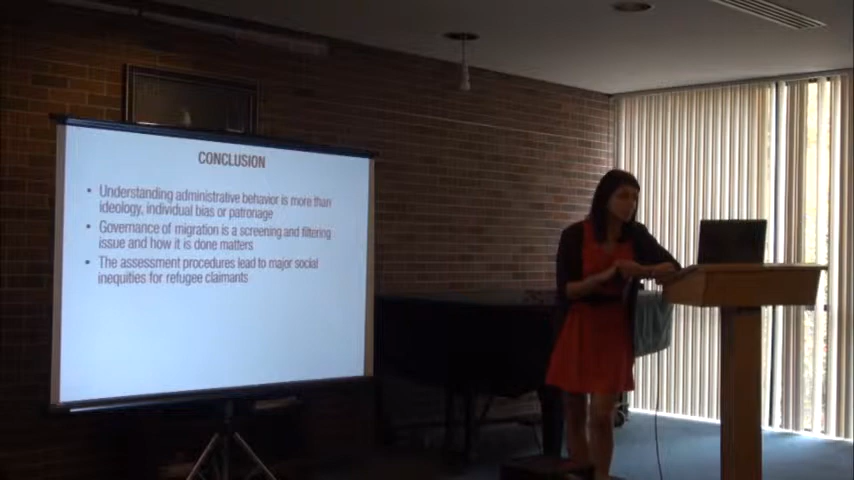 CONCLUSION
• Understanding administrative behavior is more than
ideology, individual bias or patronage
• Governance of migration is a screening and filtering
issue and how it is done matters
• The assessment procedures lead to major social
inequities for refugee claimants